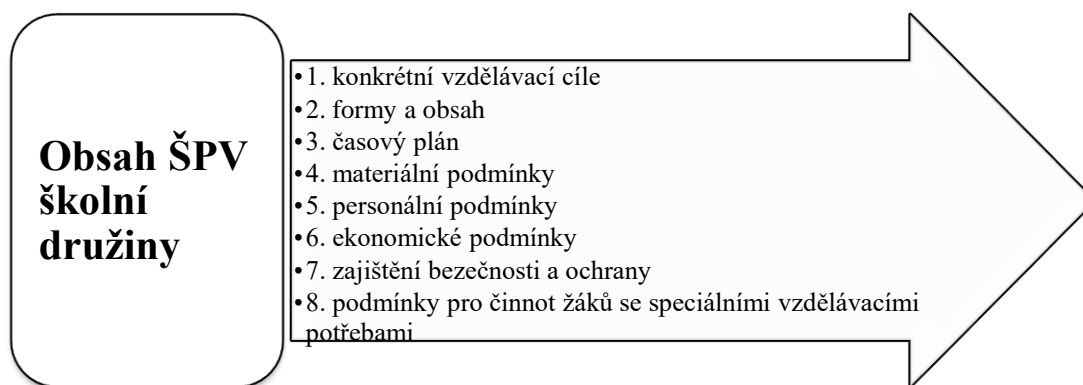 Obsah ŠPV
školní
družiny
•1. konkrétní vzdělávací cíle
•2. formy a obsah
•3. časový plán
•4. materiální podmínky
•5. personální podmínky
•6. ekonomické podmínky
•7. zajištění bezečnosti a ochrany
•8. podmínky pro činnot žáků se speciálními vzdělávacími
potřebami